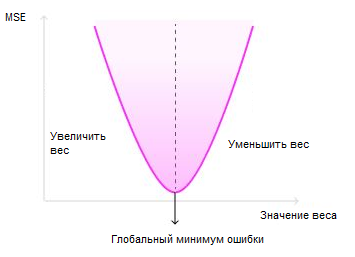 MSE
Увеличить
вес
Уменьшить вес
Значение веса
Глобальный минимум ошибки